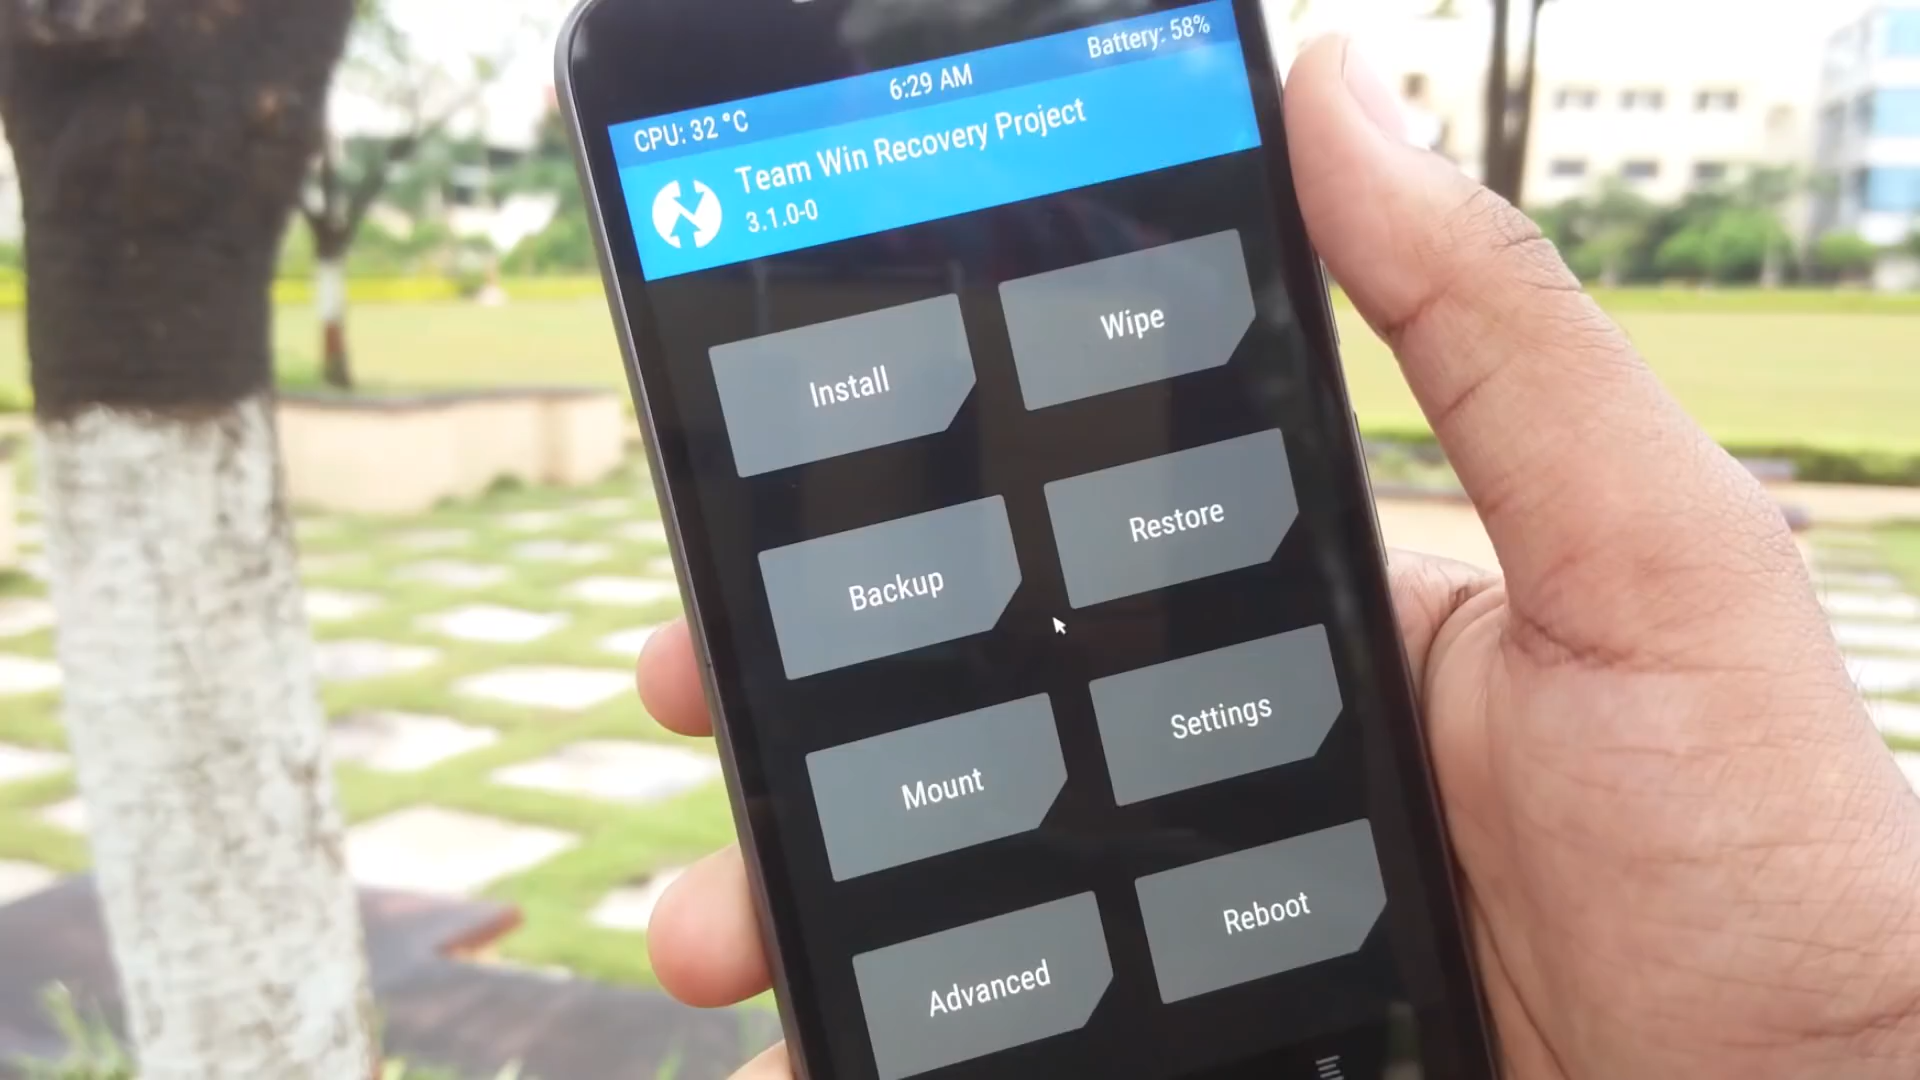 CPU: 32 °C
6:29 AM
Battery: 58%
Team Win Recovery Project
3.1.0-0
Install
Wipe
Backup
Restore
Mount
Settings
Advanced
Reboot